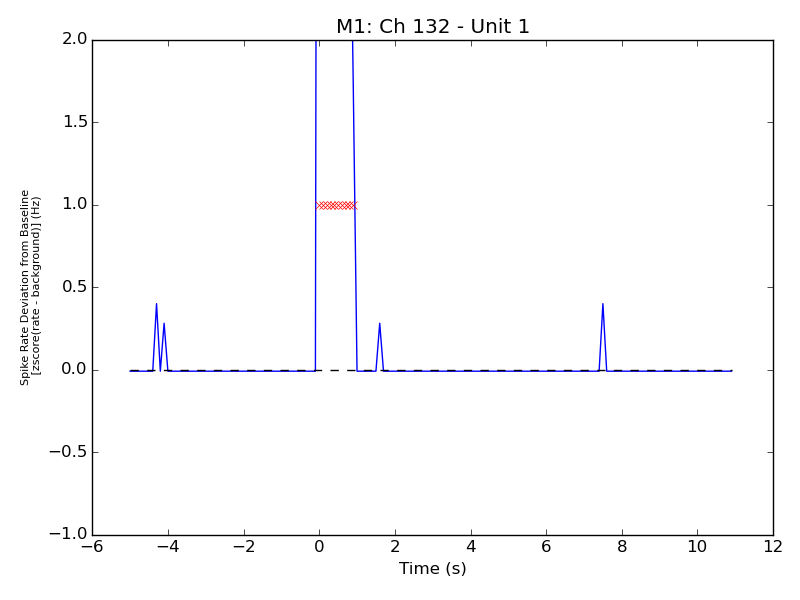 M1: Ch 132 - Unit 1
2.0
1.5
1.0
0.5
0.0
−0.5
−1.0
Spike Rate Deviation from Baseline
[zscore(rate - background)] (Hz)
−6 −4 −2 0 2 4 6 8 10 12
Time (s)